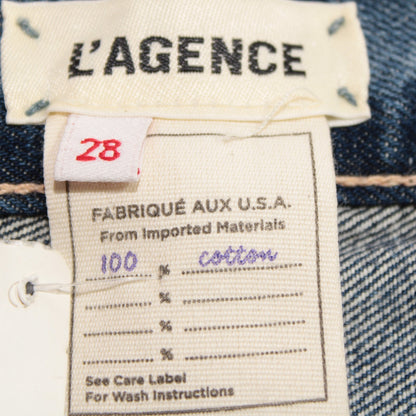 L'AGENCE
28
FABRIQUÉ AUX U.S.A.
From Imported Materials
100 % cotton
%
%
%
See Care Label
For Wash Instructions